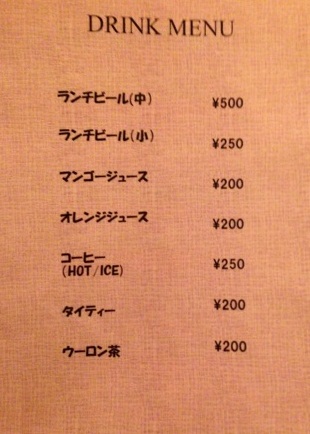 DRINK MENU
ランチビール(中) ¥500
ランチビール(小) ¥250
マンゴージュース ¥200
オレンジジュース ¥200
コーヒー
(HOT/ICE) ¥250
タイティー ¥200
ウーロン茶 ¥200